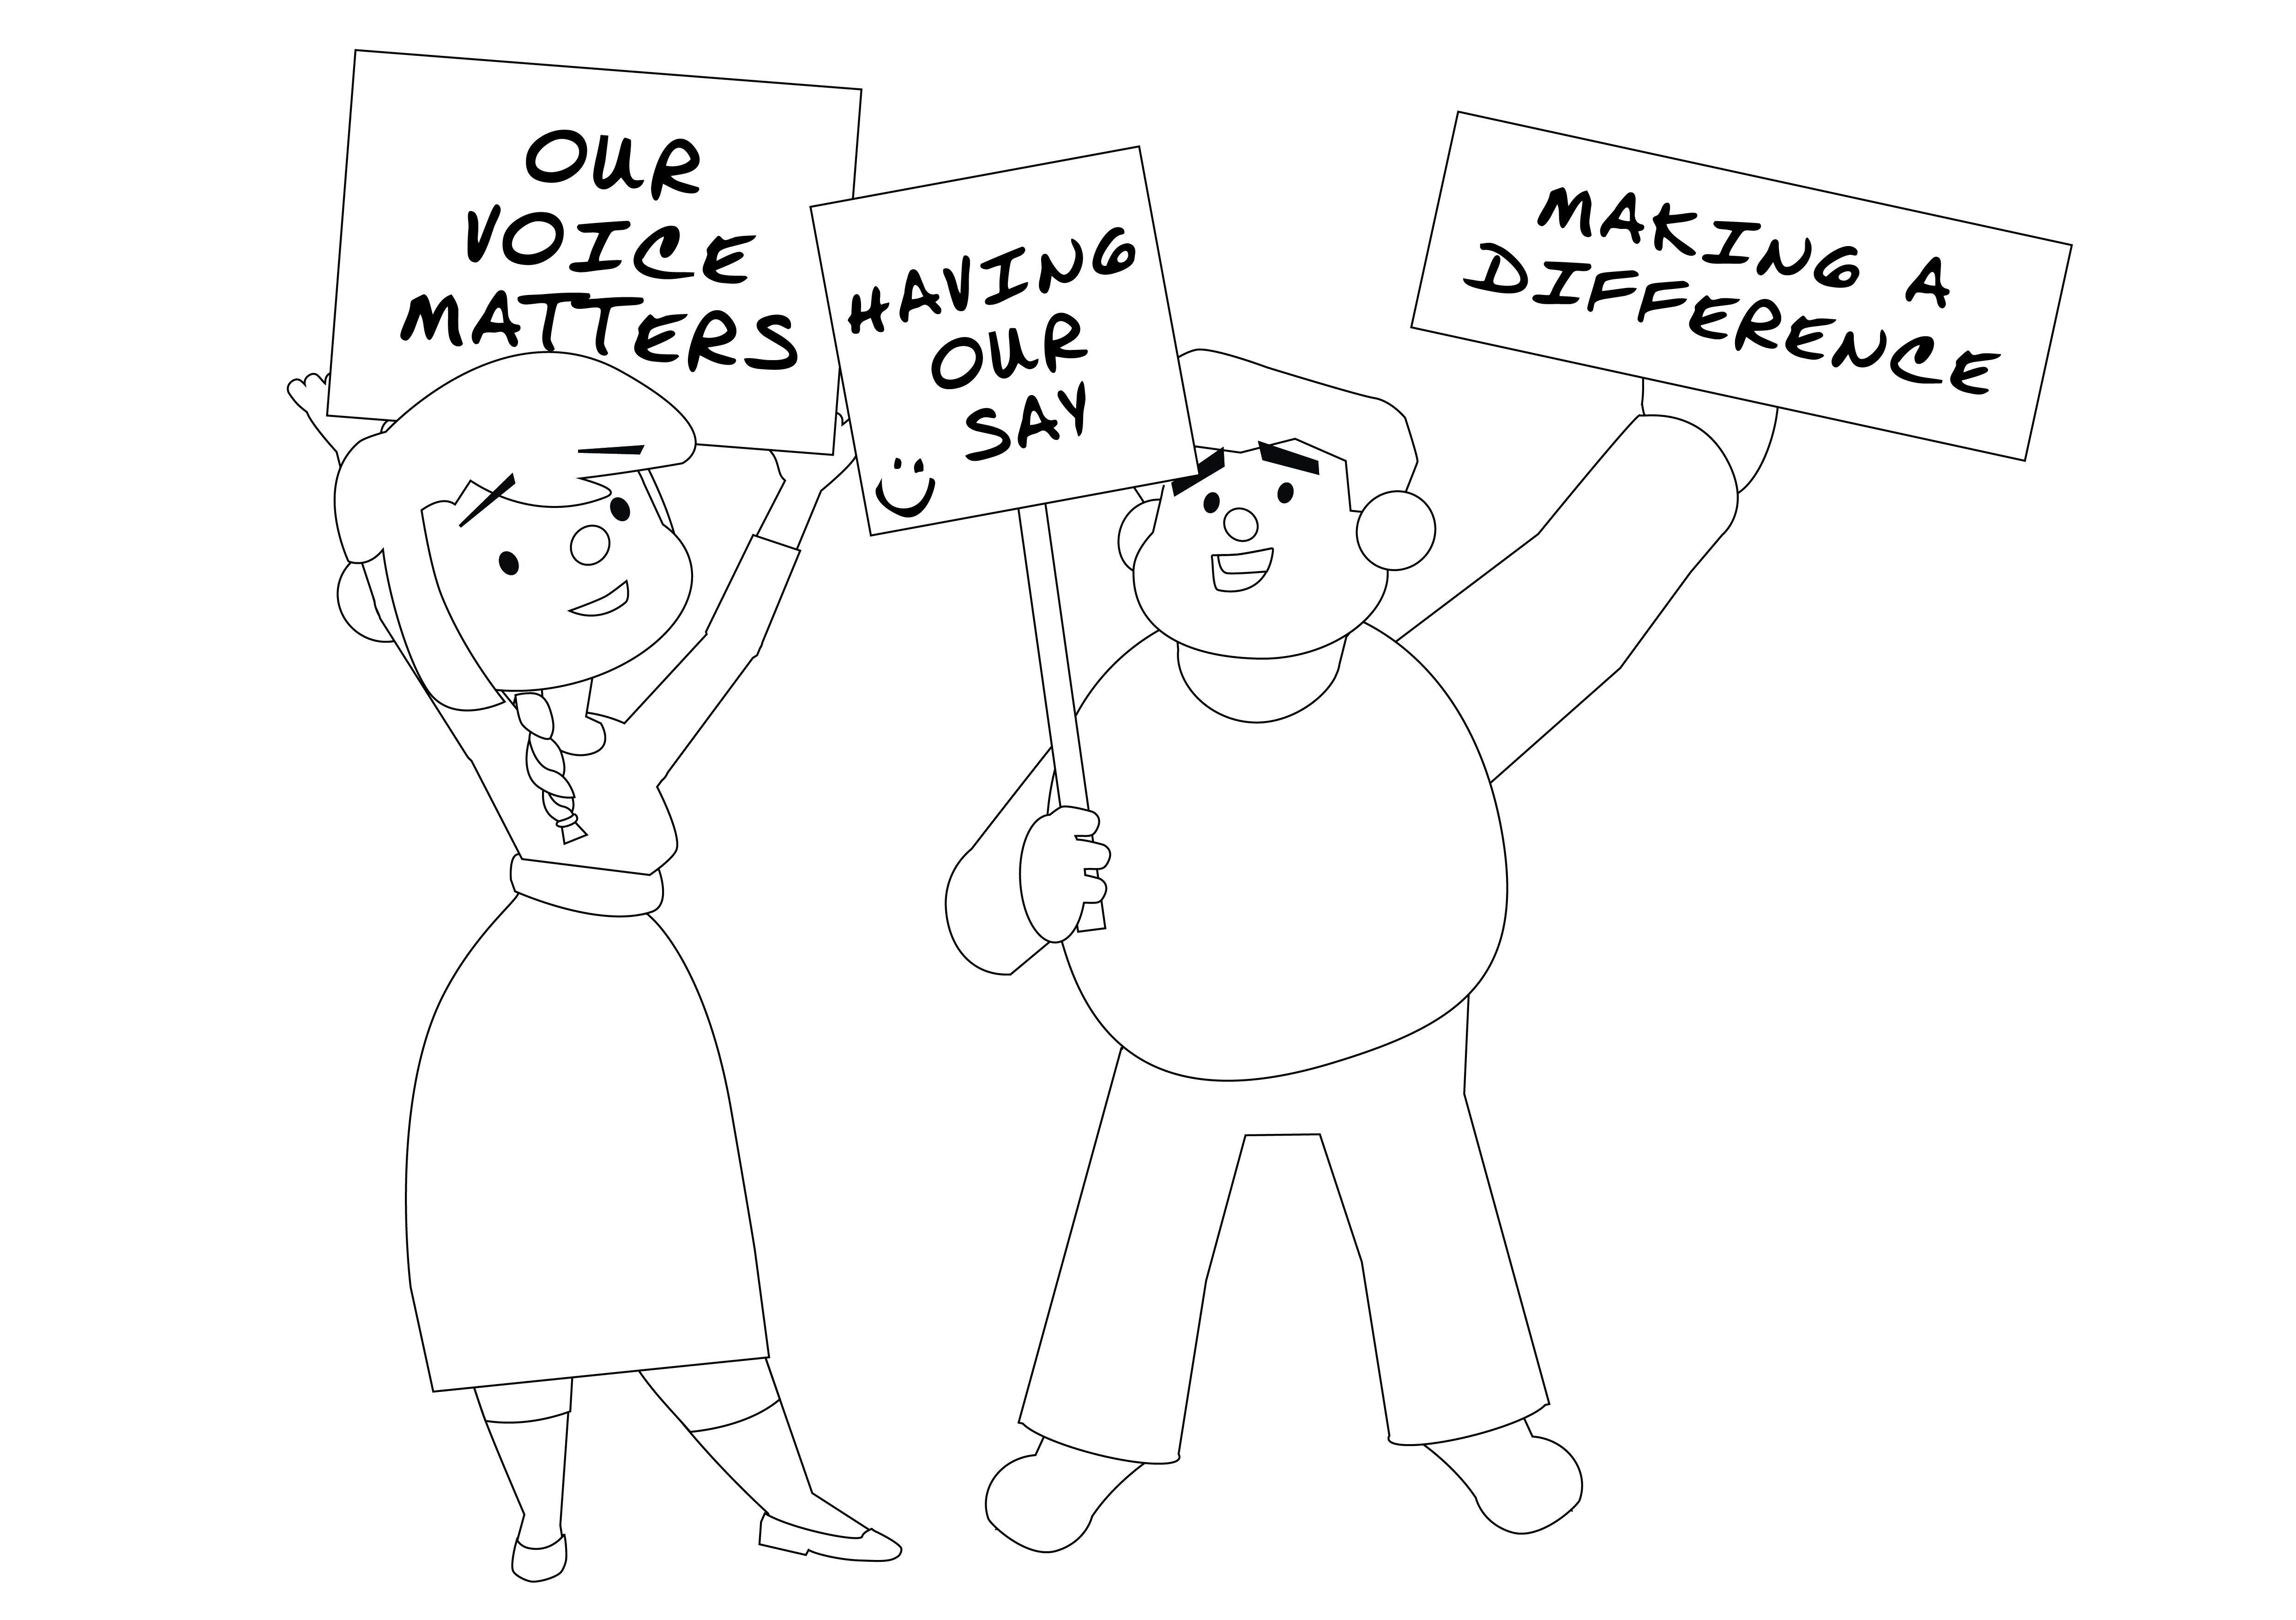 OUR
VOICE
MATTERS
HAVING
OUR
SAY
MAKING A
DIFFERENCE